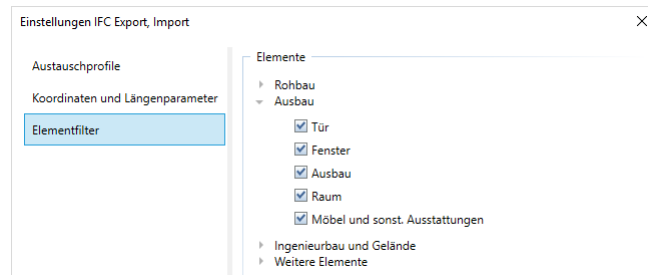 Einstellungen IFC Export, Import
Austauschprofile
Koordinaten und Längenparameter
Elementfilter
Elemente
Rohbau
Ausbau
Tür
Fenster
Ausbau
Raum
Möbel und sonst. Ausstattungen
Ingenieurbau und Gelände
Weitere Elemente